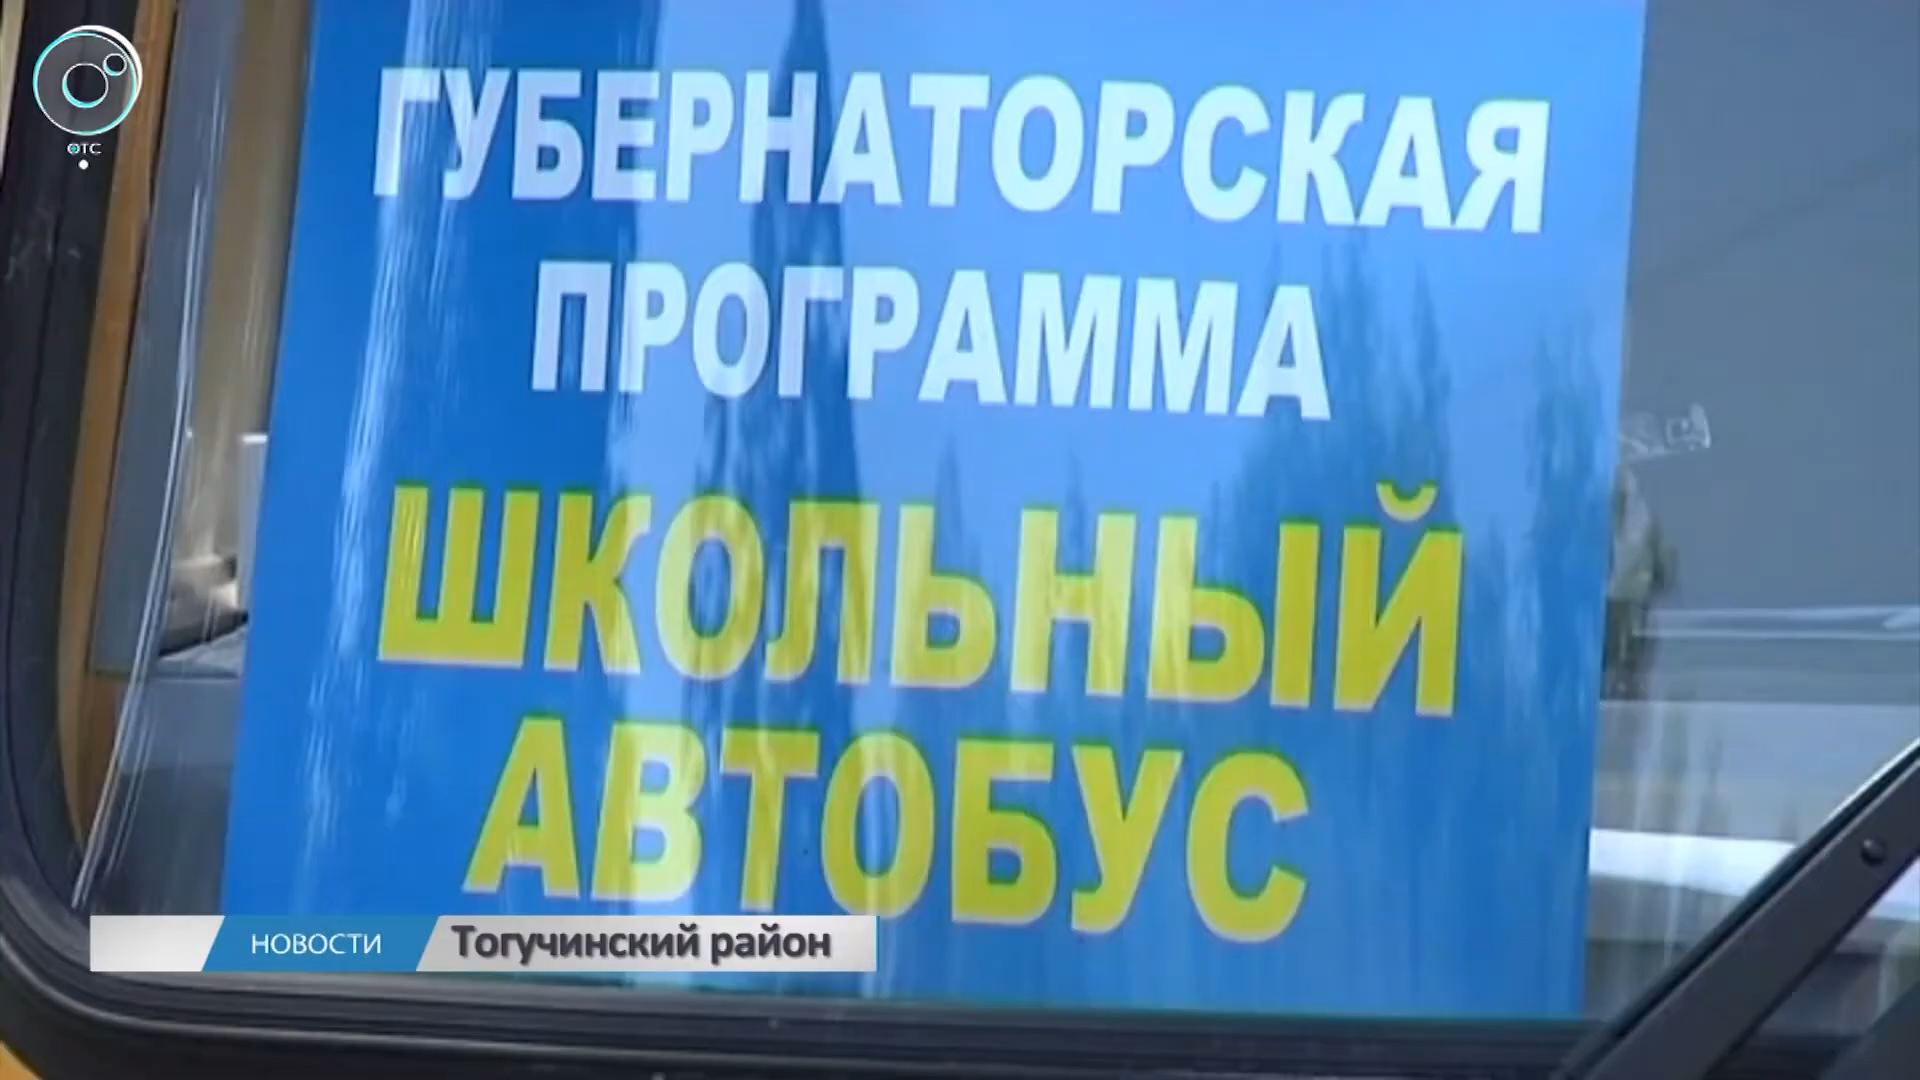 ОТС
ГУБЕРНАТОРСКАЯ
ПРОГРАММА
ШКОЛЬНЫЙ
АВТОБУС
НОВОСТИ
Тогучинский район